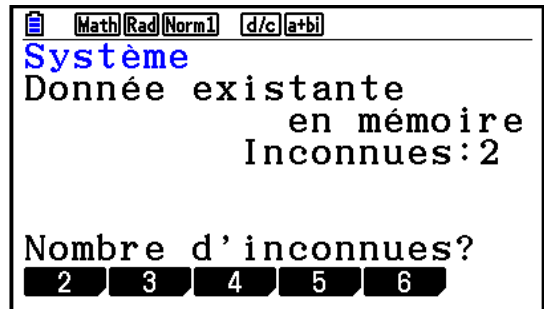 Math Rad Norm1 d/c a+bi
Système
Donnée existante
en mémoire
Inconnues:2
Nombre d'inconnues?
2 3 4 5 6